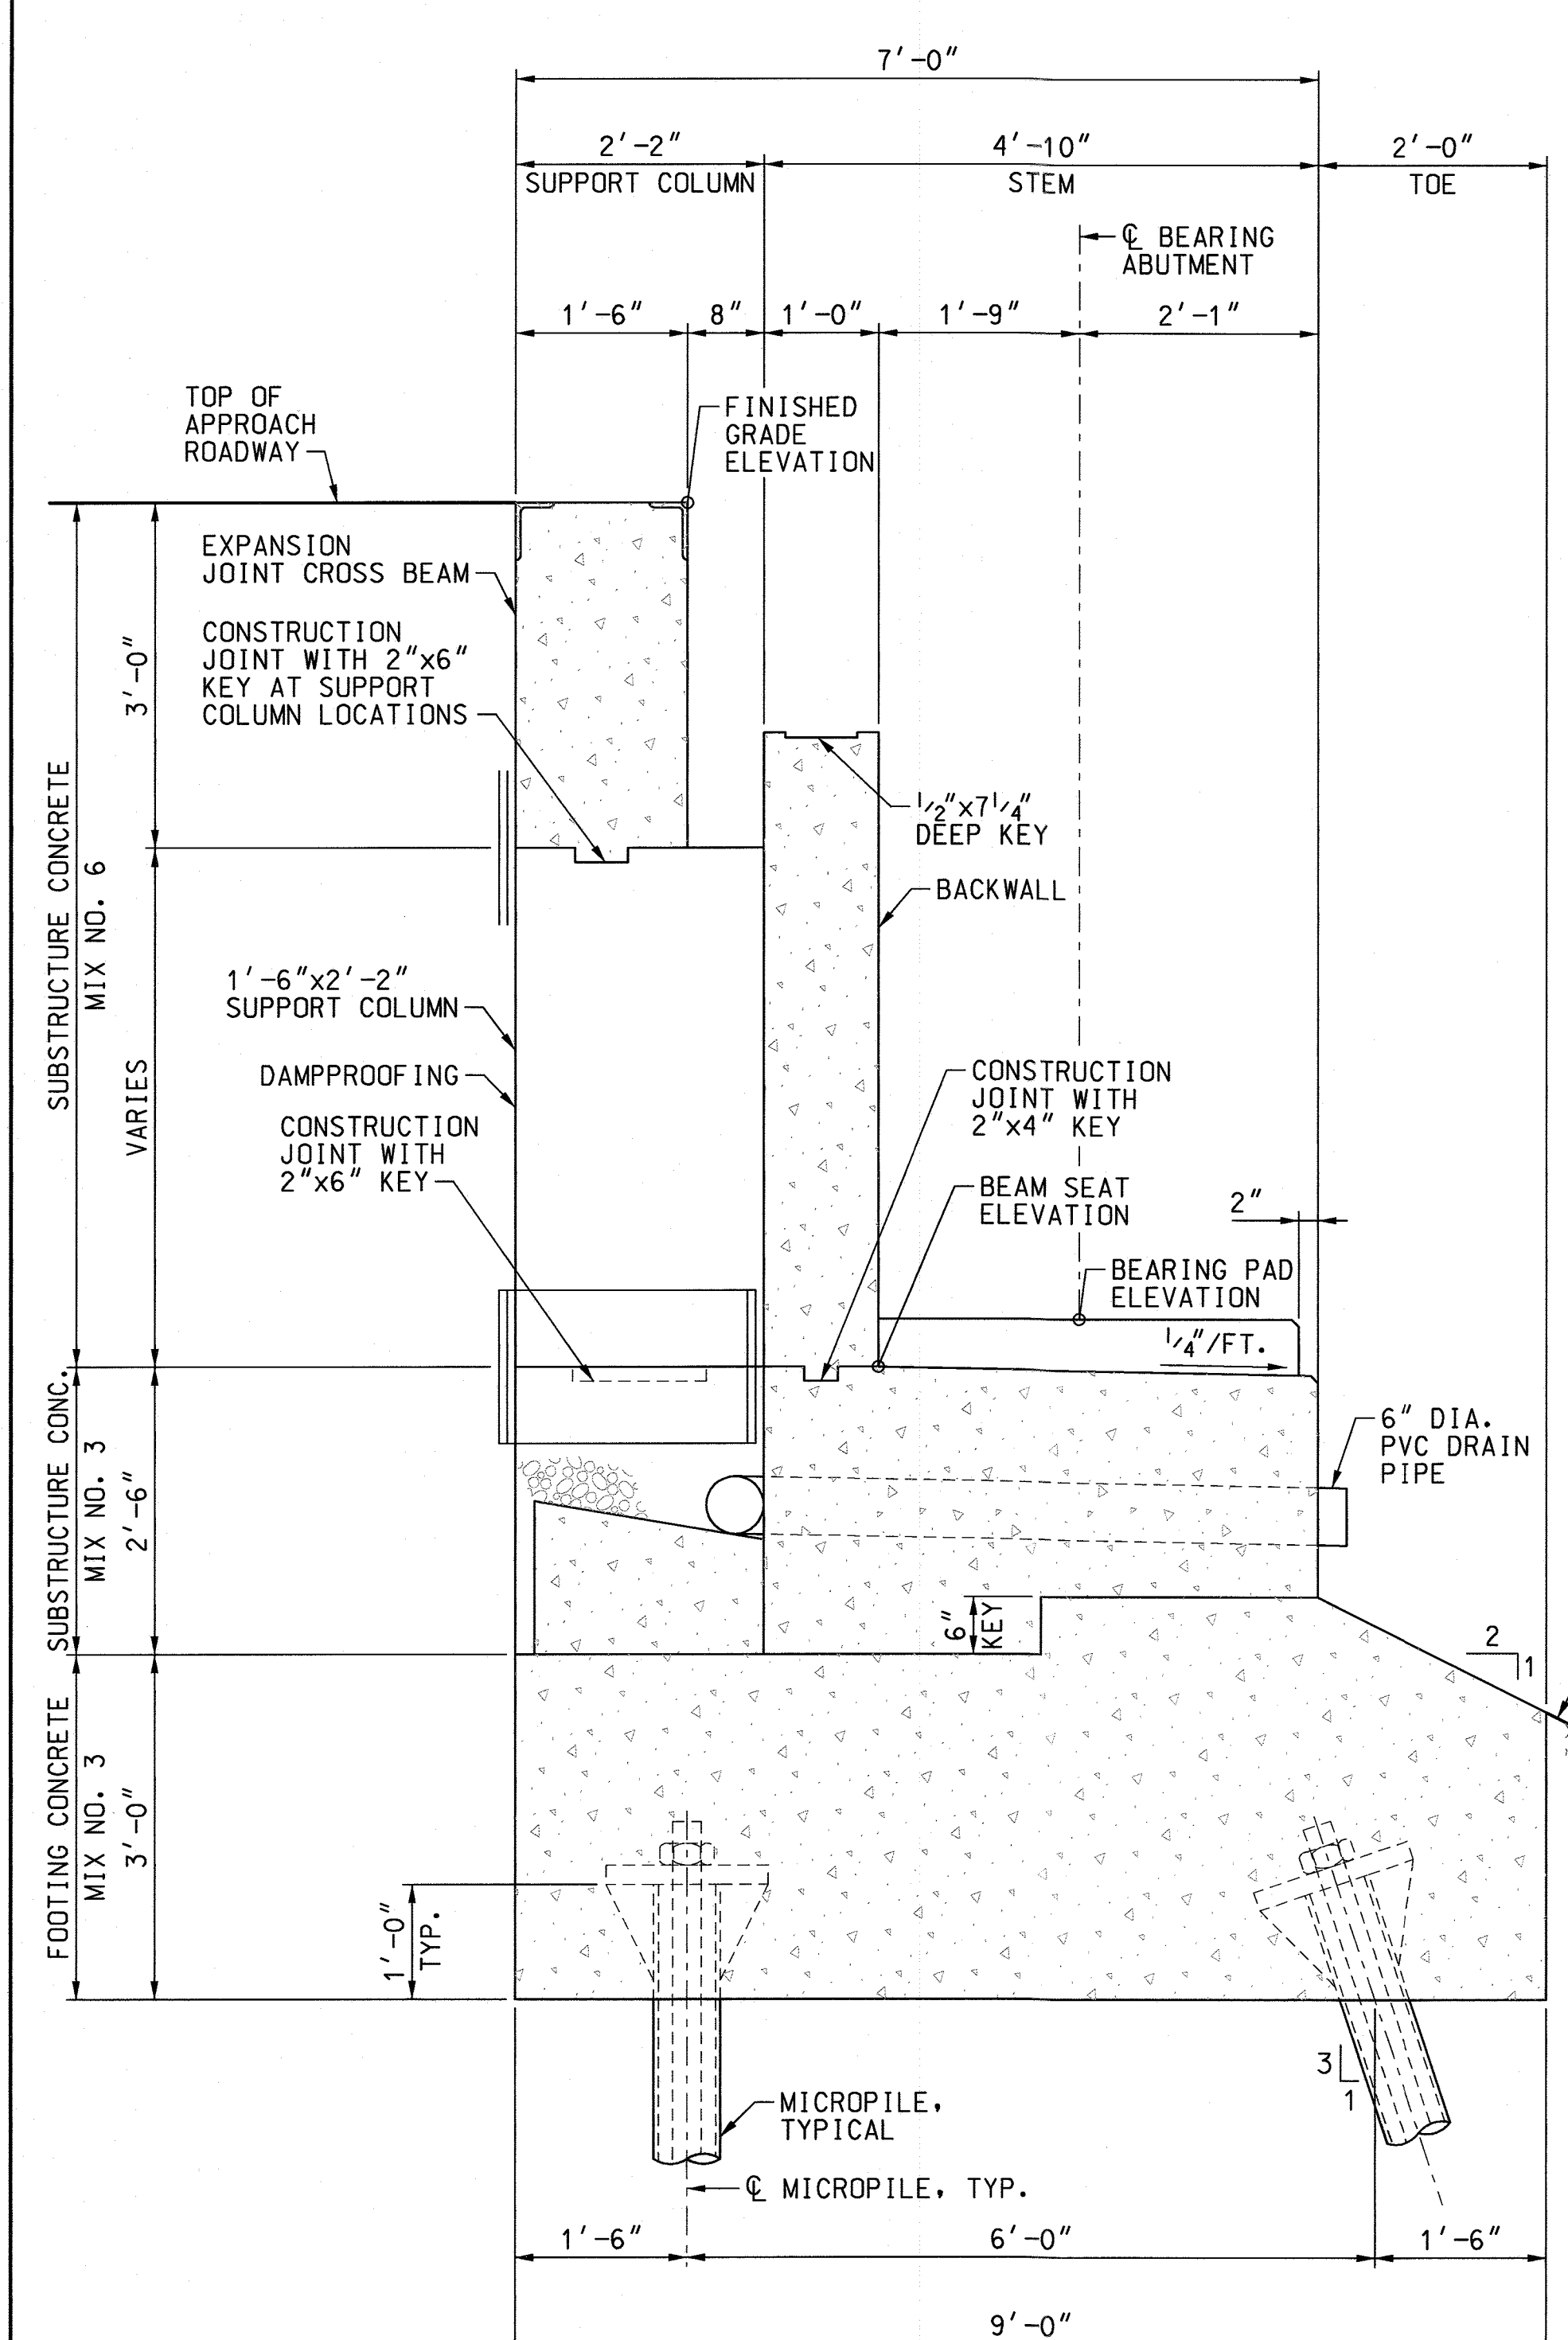 7'-0"
2'-2"
4'-10"
2'-0"
SUPPORT COLUMN
STEM
TOE
℄ BEARING
ABUTMENT
1'-6"
8"
1'-0"
1'-9"
2'-1"
TOP OF
APPROACH
ROADWAY
FINISHED
GRADE
ELEVATION
EXPANSION
JOINT CROSS BEAM
CONSTRUCTION
JOINT WITH 2"x6"
KEY AT SUPPORT
COLUMN LOCATIONS
3'-0"
SUBSTRUCTURE CONCRETE
MIX NO. 6
1/2"x7 1/4"
DEEP KEY
BACKWALL
1'-6"x2'-2"
SUPPORT COLUMN
VARIES
DAMPPROOFING
CONSTRUCTION
JOINT WITH
2"x6" KEY
CONSTRUCTION
JOINT WITH
2"x4" KEY
BEAM SEAT
ELEVATION
2"
BEARING PAD
ELEVATION
1/4"/FT.
SUBSTRUCTURE CONC.
MIX NO. 3
2'-6"
6" DIA.
PVC DRAIN
PIPE
6"
KEY
2
1
FOOTING CONCRETE
MIX NO. 3
3'-0"
1'-0"
TYP.
3
1
MICROPILE,
TYPICAL
℄ MICROPILE, TYP.
1'-6"
6'-0"
1'-6"
9'-0"